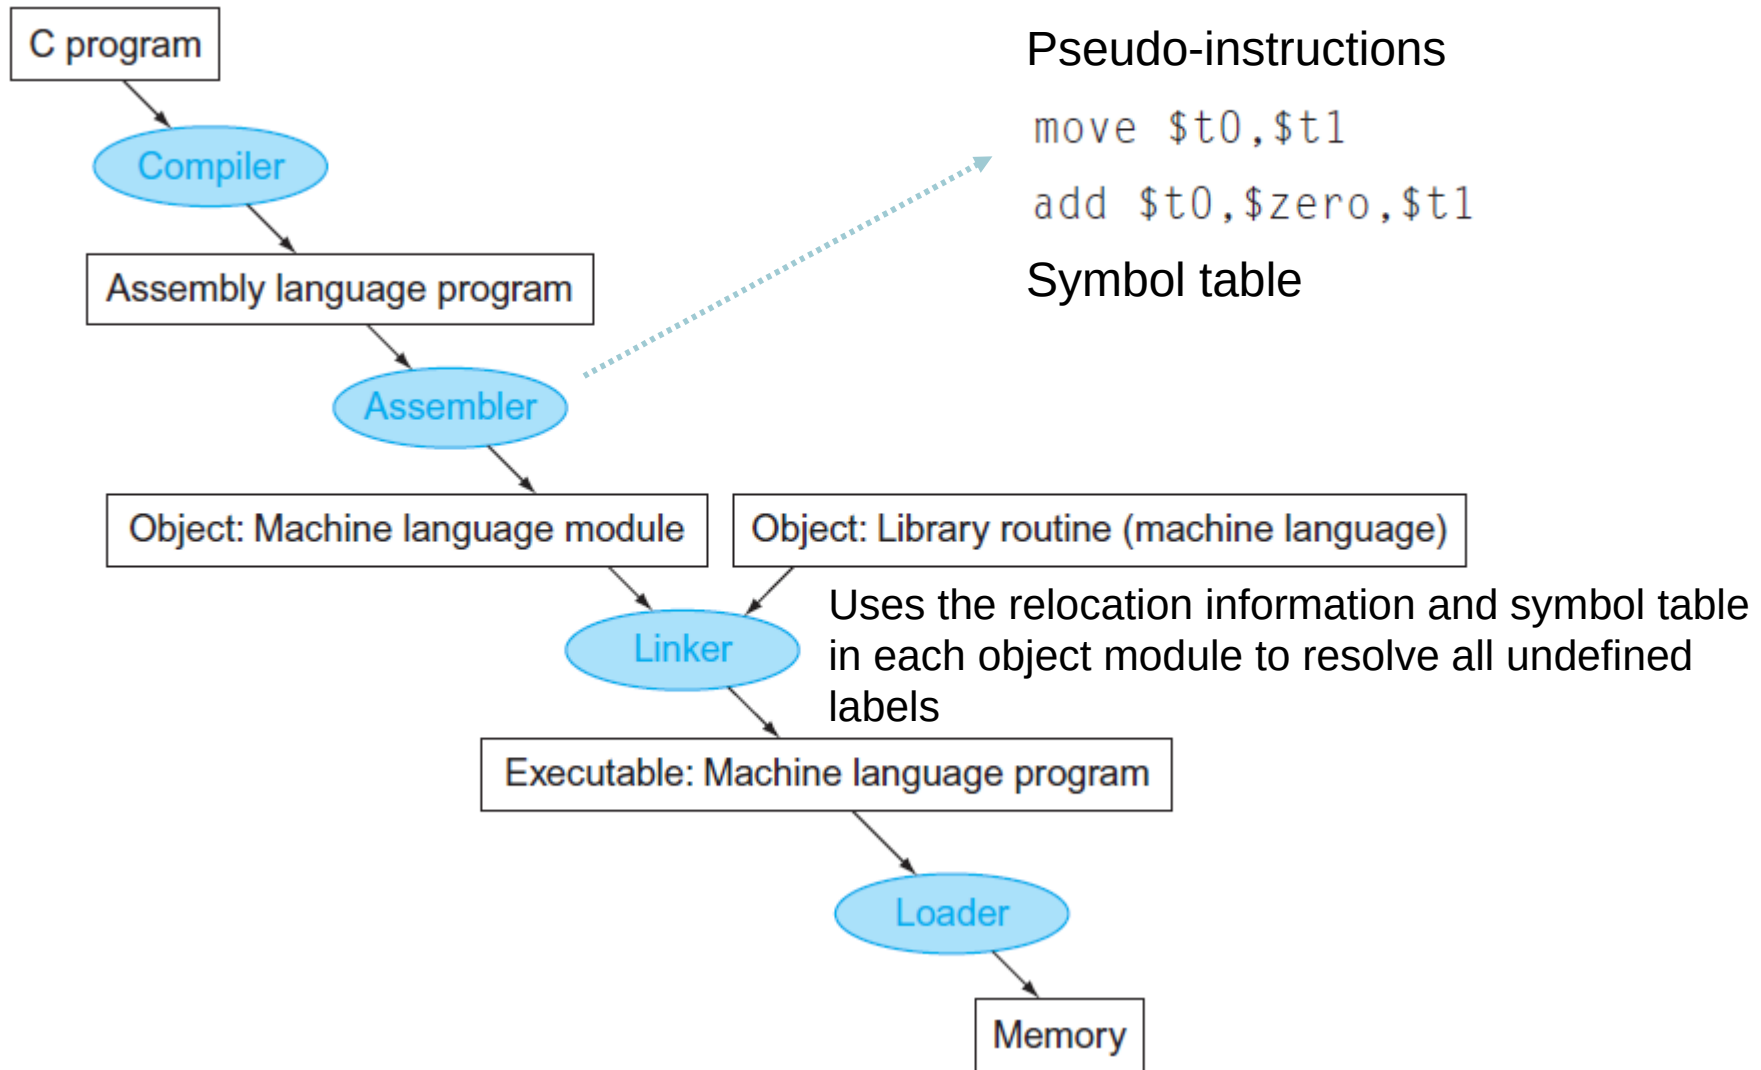 C program
Compiler
Assembly language program
Assembler
Object: Machine language module
Object: Library routine (machine language)
Linker
Executable: Machine language program
Loader
Memory
Pseudo-instructions
move $t0,$t1
add $t0,$zero,$t1
Symbol table
Uses the relocation information and symbol table
in each object module to resolve all undefined
labels